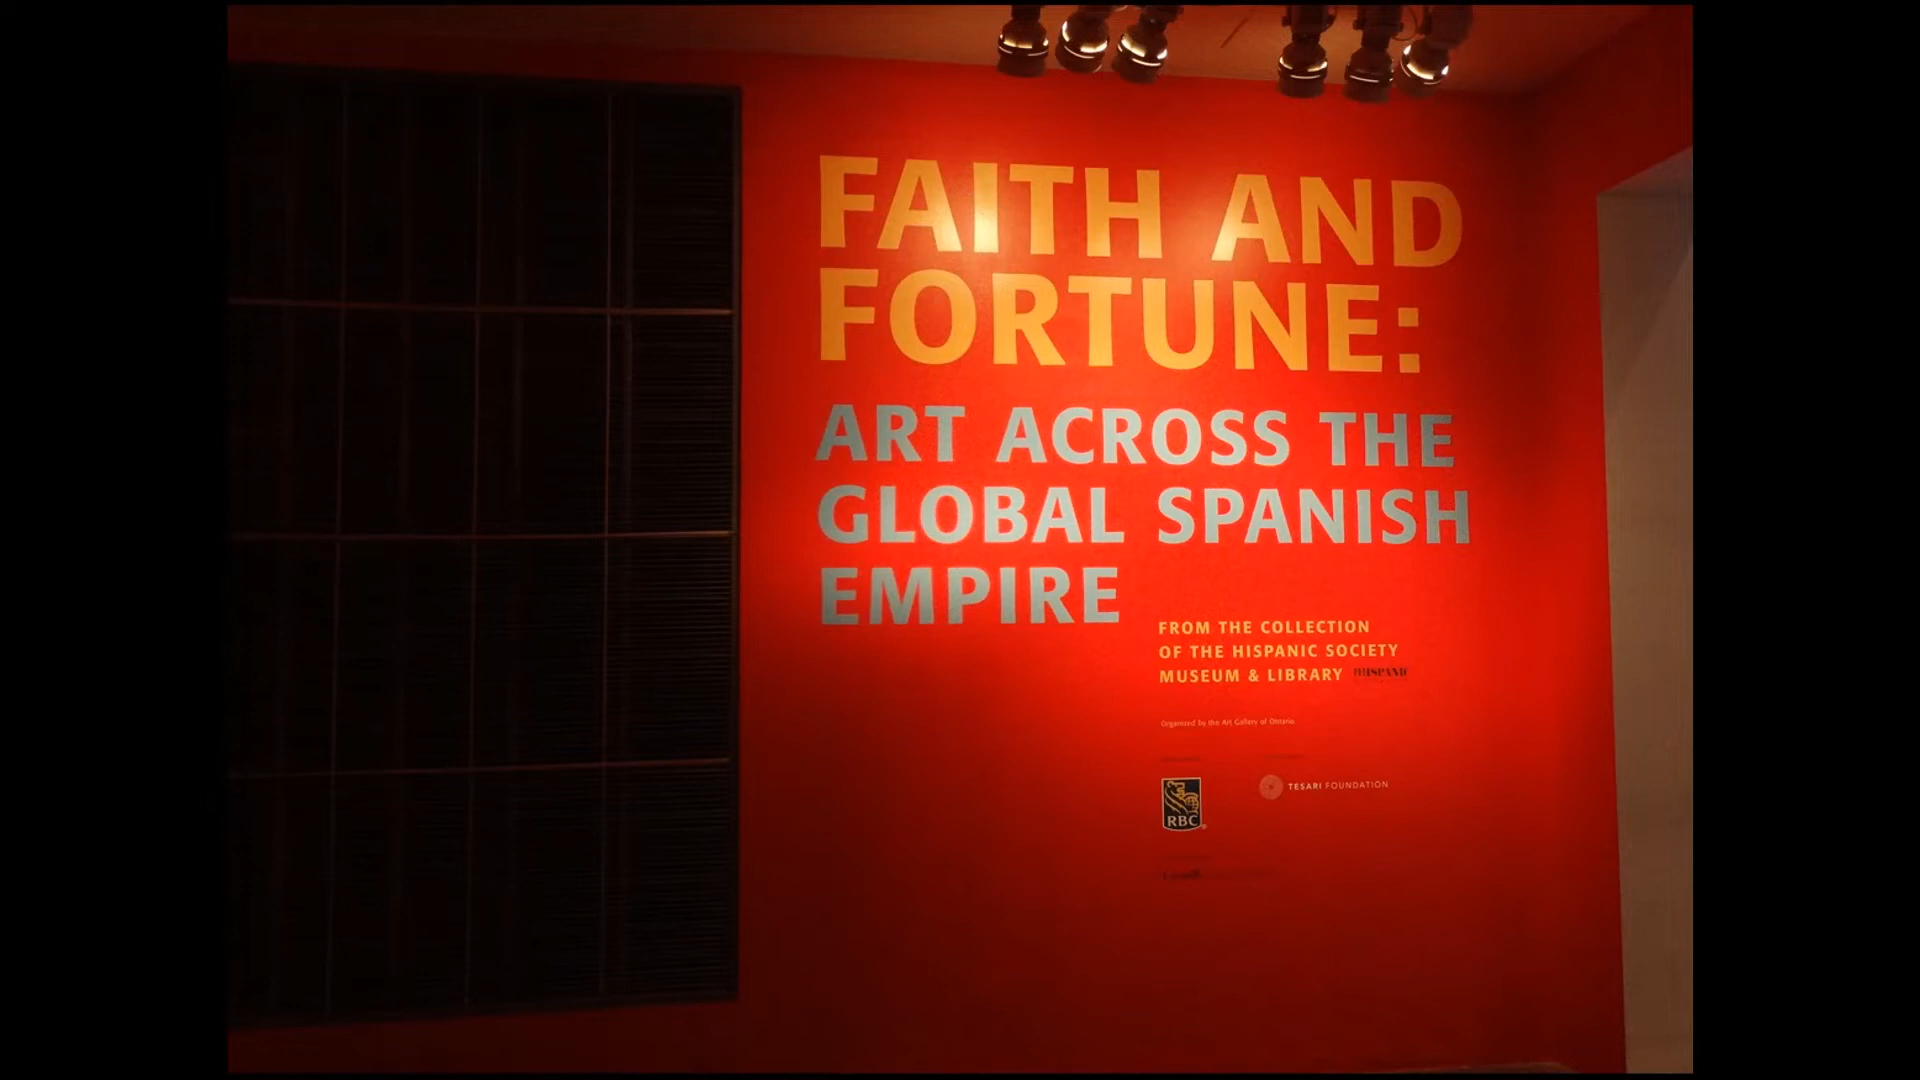 FAITH AND
FORTUNE:
ART ACROSS THE
GLOBAL SPANISH
EMPIRE
FROM THE COLLECTION
OF THE HISPANIC SOCIETY
MUSEUM & LIBRARY HISPANIC
Organized by the Art Gallery of Ontario
RBC®
TESARI FOUNDATION